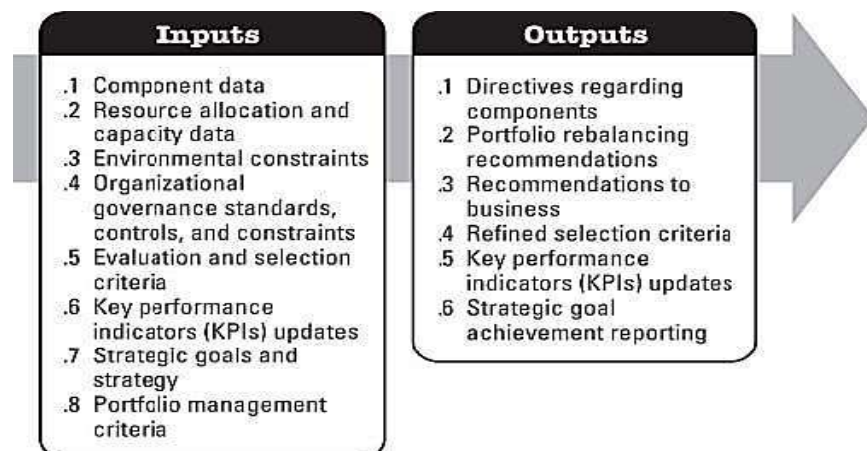 Inputs
.1 Component data
.2 Resource allocation and
capacity data
.3 Environmental constraints
.4 Organizational
governance standards,
controls, and constraints
.5 Evaluation and selection
criteria
.6 Key performance
indicators (KPIs) updates
.7 Strategic goals and
strategy
.8 Portfolio management
criteria
Outputs
.1 Directives regarding
components
.2 Portfolio rebalancing
recommendations
.3 Recommendations to
business
.4 Refined selection criteria
.5 Key performance
indicators (KPIs) updates
.6 Strategic goal
achievement reporting